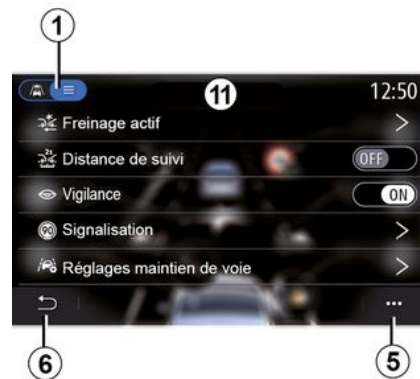 1
11
12:50
Freinage actif
Distance de suivi OFF
Vigilance ON
90 Signalisation
Réglages maintien de voie
6
5